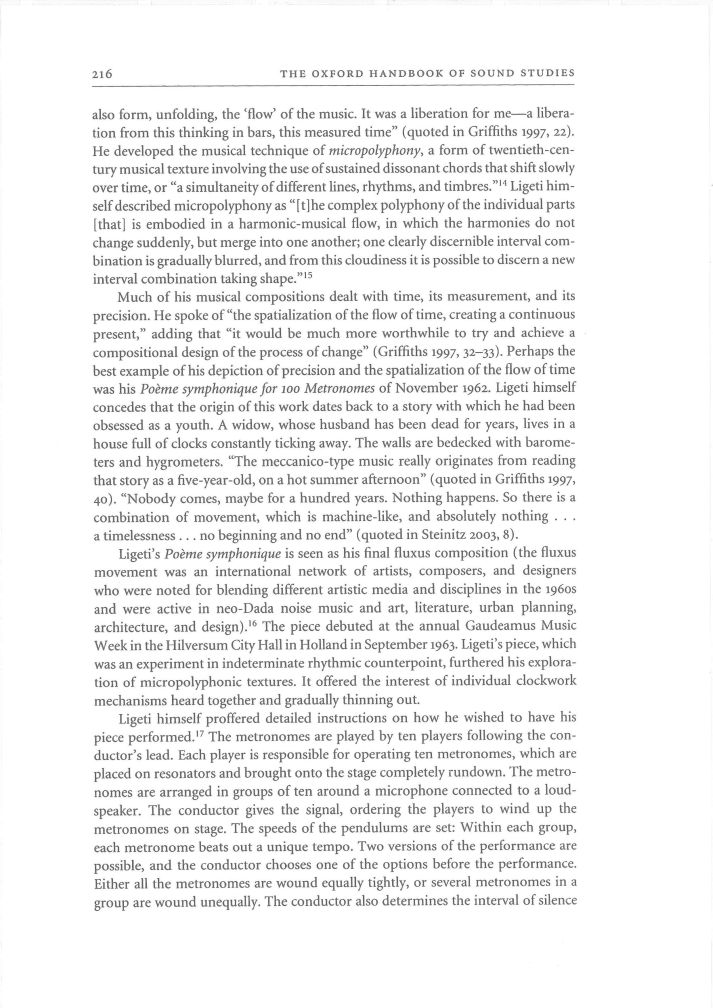 216 THE OXFORD HANDBOOK OF SOUND STUDIES
also form, unfolding, the ‘flow’ of the music. It was a liberation for me—a libera-
tion from this thinking in bars, this measured time” (quoted in Griffiths 1997, 22).
He developed the musical technique of micropolyphony, a form of twentieth-cen-
tury musical texture involving the use of sustained dissonant chords that shift slowly
over time, or “a simultaneity of different lines, rhythms, and timbres.”14 Ligeti him-
self described micropolyphony as “[t]he complex polyphony of the individual parts
[that] is embodied in a harmonic-musical flow, in which the harmonies do not
change suddenly, but merge into one another; one clearly discernible interval com-
bination is gradually blurred, and from this cloudiness it is possible to discern a new
interval combination taking shape.”15
Much of his musical compositions dealt with time, its measurement, and its
precision. He spoke of “the spatialization of the flow of time, creating a continuous
present,” adding that “it would be much more worthwhile to try and achieve a
compositional design of the process of change” (Griffiths 1997, 32–33). Perhaps the
best example of his depiction of precision and the spatialization of the flow of time
was his Poème symphonique for 100 Metronomes of November 1962. Ligeti himself
concedes that the origin of this work dates back to a story with which he had been
obsessed as a youth. A widow, whose husband has been dead for years, lives in a
house full of clocks constantly ticking away. The walls are bedecked with barome-
ters and hygrometers. “The meccanico-type music really originates from reading
that story as a five-year-old, on a hot summer afternoon” (quoted in Griffiths 1997,
40). “Nobody comes, maybe for a hundred years. Nothing happens. So there is a
combination of movement, which is machine-like, and absolutely nothing . . .
a timelessness . . . no beginning and no end” (quoted in Steinitz 2003, 8).
Ligeti’s Poème symphonique is seen as his final fluxus composition (the fluxus
movement was an international network of artists, composers, and designers
who were noted for blending different artistic media and disciplines in the 1960s
and were active in neo-Dada noise music and art, literature, urban planning,
architecture, and design).16 The piece debuted at the annual Gaudeamus Music
Week in the Hilversum City Hall in Holland in September 1963. Ligeti’s piece, which
was an experiment in indeterminate rhythmic counterpoint, furthered his explora-
tion of micropolyphonic textures. It offered the interest of individual clockwork
mechanisms heard together and gradually thinning out.
Ligeti himself proffered detailed instructions on how he wished to have his
piece performed.17 The metronomes are played by ten players following the con-
ductor’s lead. Each player is responsible for operating ten metronomes, which are
placed on resonators and brought onto the stage completely rundown. The metro-
nomes are arranged in groups of ten around a microphone connected to a loud-
speaker. The conductor gives the signal, ordering the players to wind up the
metronomes on stage. The speeds of the pendulums are set: Within each group,
each metronome beats out a unique tempo. Two versions of the performance are
possible, and the conductor chooses one of the options before the performance.
Either all the metronomes are wound equally tightly, or several metronomes in a
group are wound unequally. The conductor also determines the interval of silence